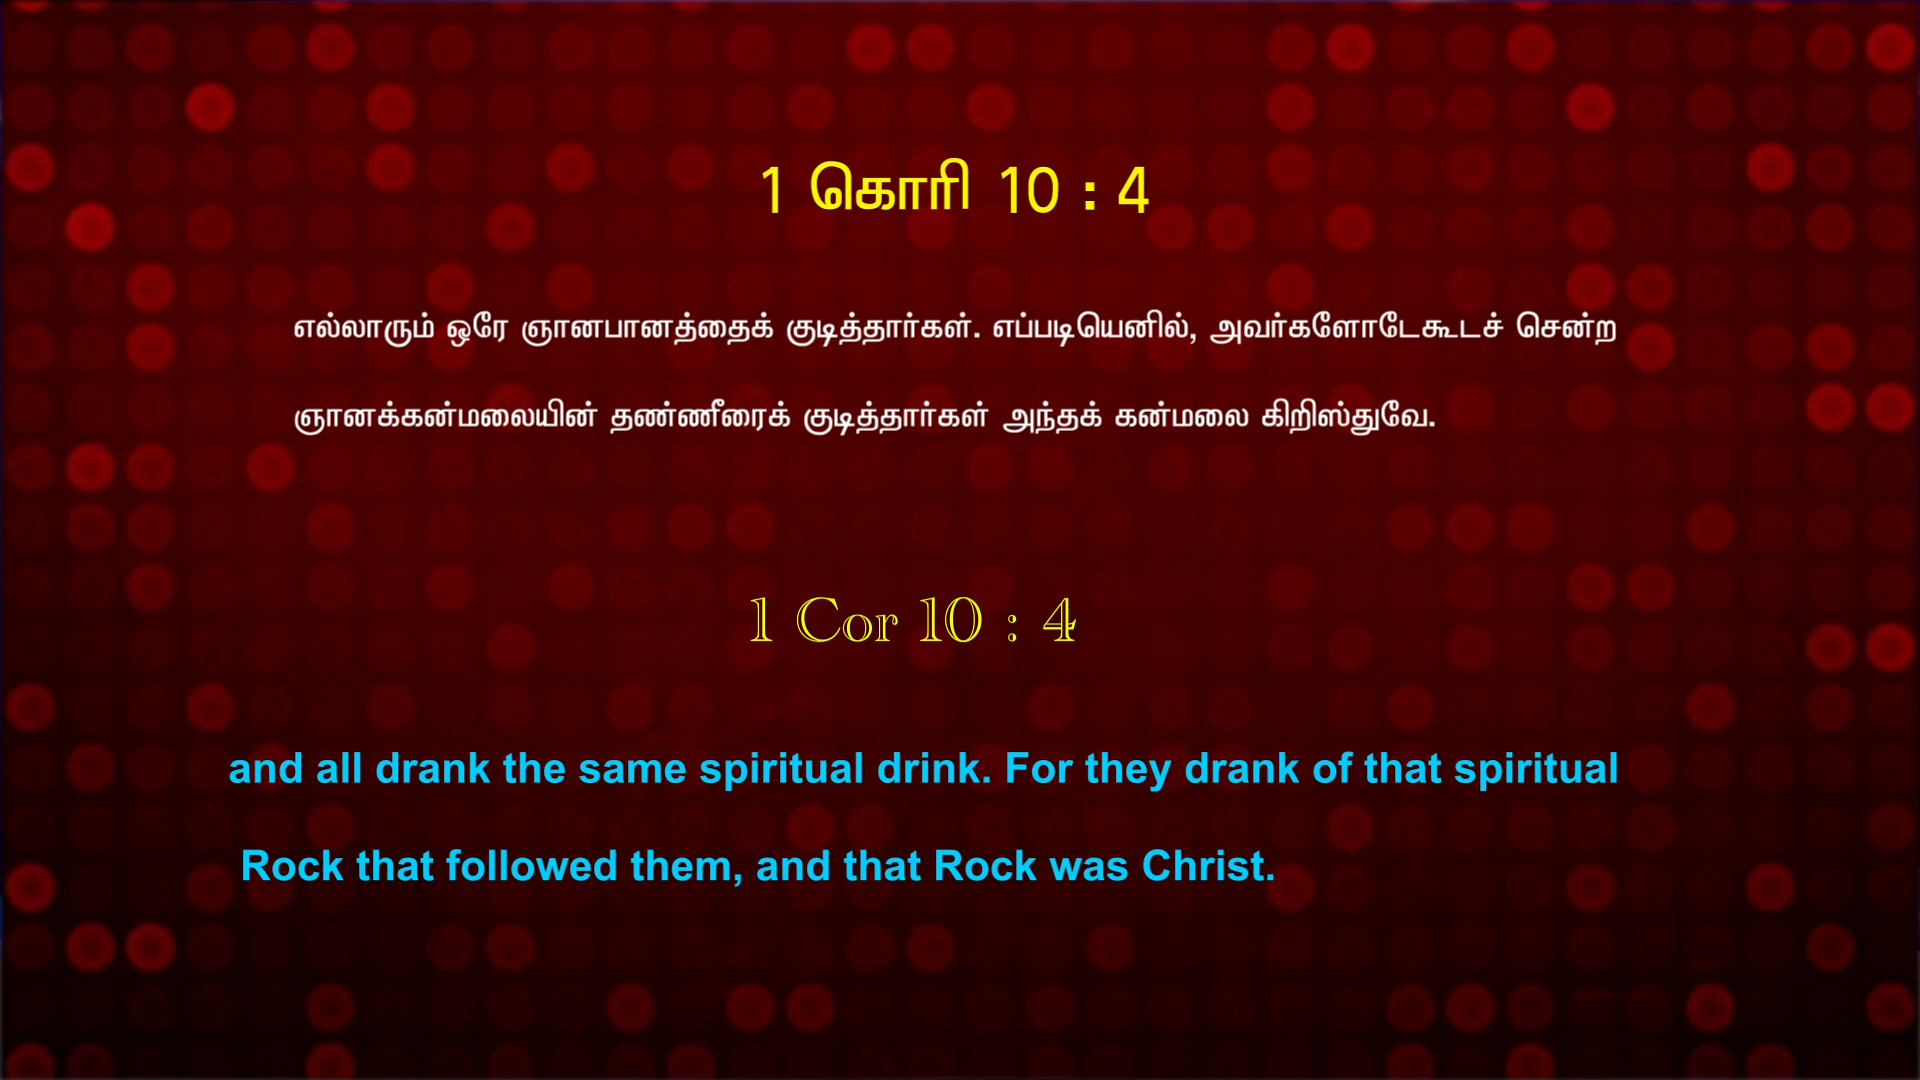 1 கொரி 10 : 4
எல்லாரும் ஒரே ஞானபானத்தைக் குடித்தார்கள். எப்படியெனில், அவர்களோடேகூடச் சென்ற
ஞானக்கன்மலையின் தண்ணீரைக் குடித்தார்கள் அந்தக் கன்மலை கிறிஸ்துவே.
1 Cor 10 : 4
and all drank the same spiritual drink. For they drank of that spiritual
Rock that followed them, and that Rock was Christ.